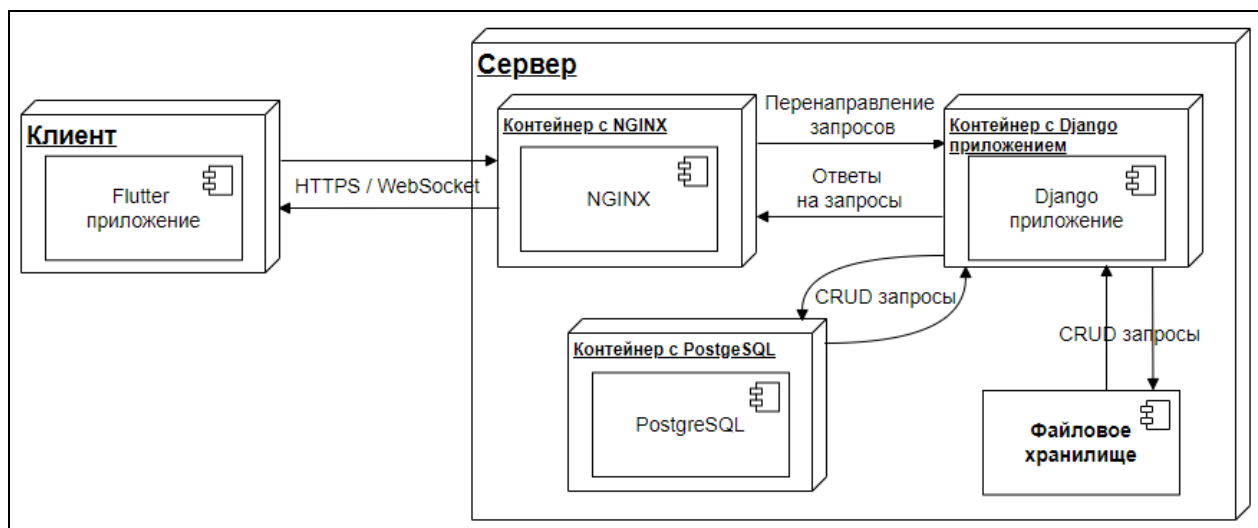 Сервер
Клиент
Flutter
приложение
HTTPS / WebSocket
Контейнер с NGINX
NGINX
Перенаправление
запросов
Ответы
на запросы
Контейнер с Django
приложением
Django
приложение
CRUD запросы
Контейнер с PostgeSQL
PostgreSQL
CRUD запросы
Файловое
хранилище